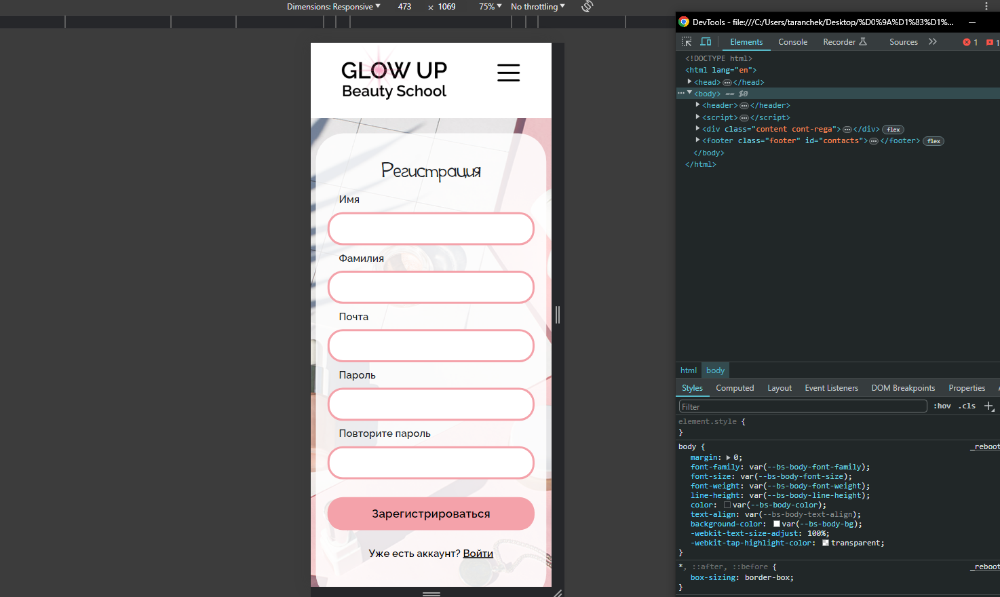 Dimensions: Responsive 473 × 1069 75% No throttling
DevTools - file:///C:/Users/taranchek/Desktop/%D0%9A%D1%83%D1%...
Elements Console Recorder Sources 1 1
GLOW UP
Beauty School
Регистрация
Имя
Фамилия
Почта
Пароль
Повторите пароль
Зарегистрироваться
Уже есть аккаунт? Войти
<!DOCTYPE html>
<html lang="en">
<head>…</head>
<body> == $0
<header>…</header>
<script>…</script>
<div class="content cont-rega">…</div> flex
<footer class="footer" id="contacts">…</footer> flex
</body>
</html>
html body
Styles Computed Layout Event Listeners DOM Breakpoints Properties
Filter :hov .cls
element.style {
}
body { _reboot
margin: 0;
font-family: var(--bs-body-font-family);
font-size: var(--bs-body-font-size);
font-weight: var(--bs-body-font-weight);
line-height: var(--bs-body-line-height);
color: var(--bs-body-color);
text-align: var(--bs-body-text-align);
background-color: var(--bs-body-bg);
-webkit-text-size-adjust: 100%;
-webkit-tap-highlight-color: transparent;
}
*, ::after, ::before { _reboot
box-sizing: border-box;
}